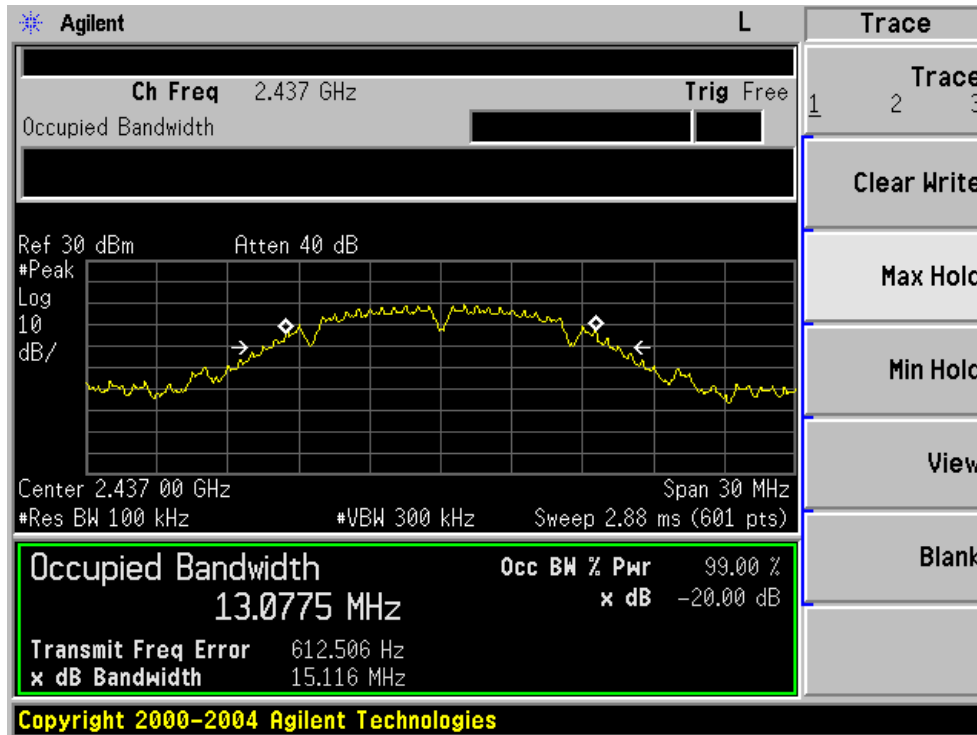 Agilent L Trace
Ch Freq 2.437 GHz Trig Free
Occupied Bandwidth
Ref 30 dBm Atten 40 dB
#Peak
Log
10
dB/
Center 2.437 00 GHz Span 30 MHz
#Res BW 100 kHz #VBW 300 kHz Sweep 2.88 ms (601 pts)
Occupied Bandwidth
13.0775 MHz
Occ BW % Pwr 99.00 %
x dB -20.00 dB
Transmit Freq Error 612.506 Hz
x dB Bandwidth 15.116 MHz
Copyright 2000-2004 Agilent Technologies
Trace
1 2 3
Clear Write
Max Hold
Min Hold
View
Blank